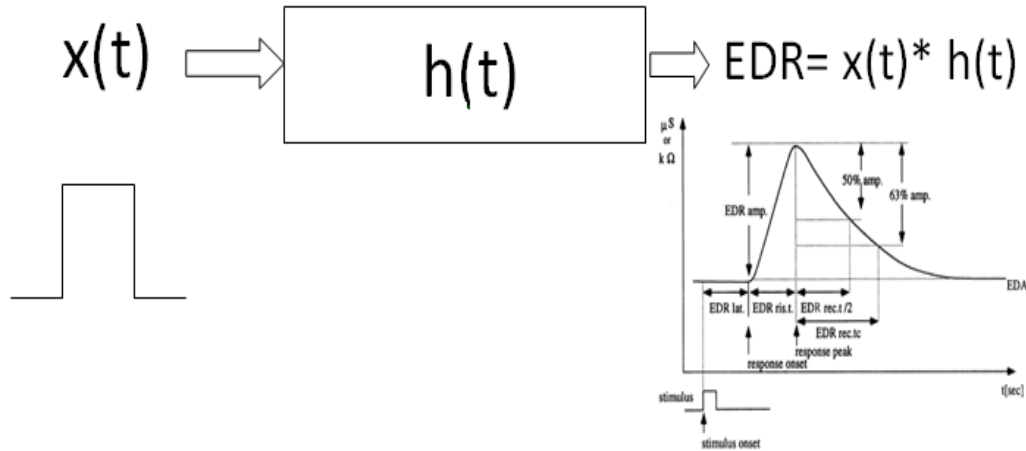 x(t)
h(t)
EDR= x(t)* h(t)
μS
or
kΩ
EDR amp.
50% amp.
63% amp.
EDA
EDR lat.
EDR ris.t.
EDR rec.t /2
EDR rec.tc
response peak
response onset
t[sec]
stimulus
stimulus onset